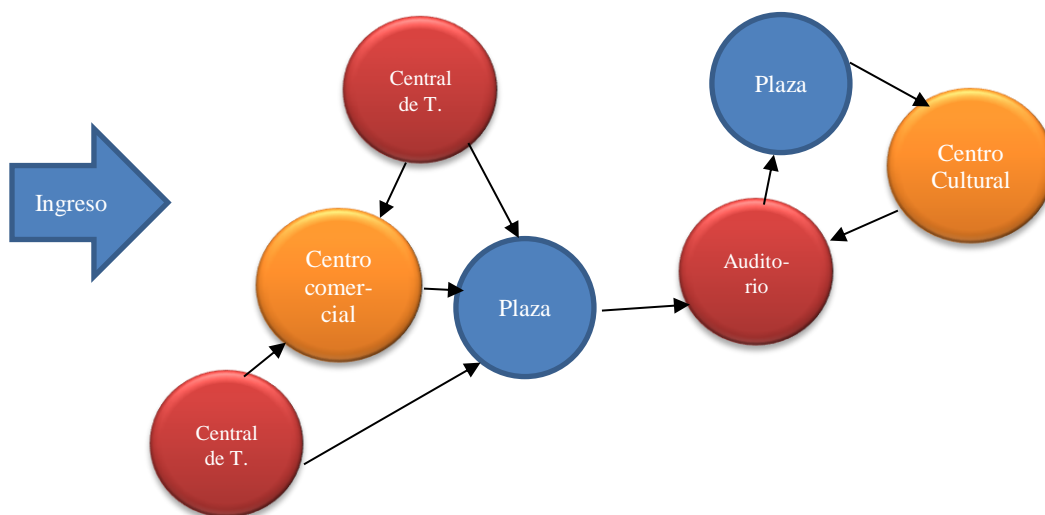 Ingreso
Central
de T.
Centro
comer-
cial
Central
de T.
Plaza
Audito-
rio
Plaza
Centro
Cultural